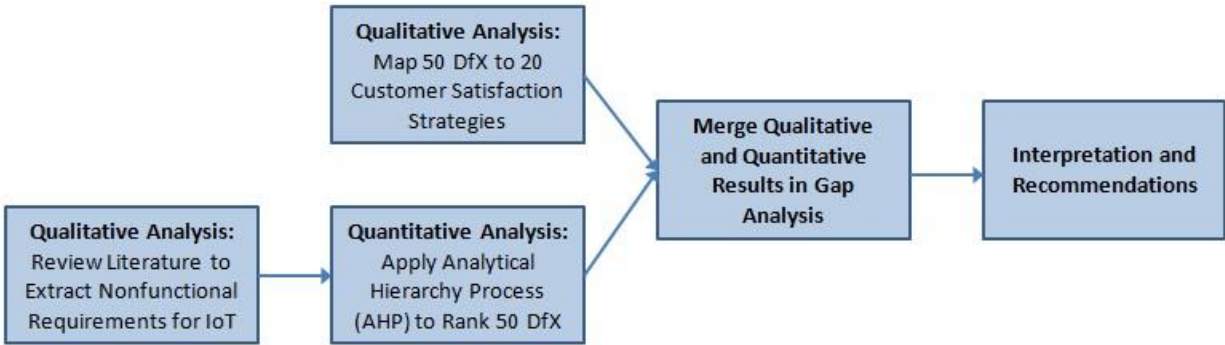 Qualitative Analysis:
Map 50 DfX to 20
Customer Satisfaction
Strategies
Qualitative Analysis:
Review Literature to
Extract Nonfunctional
Requirements for IoT
Quantitative Analysis:
Apply Analytical
Hierarchy Process
(AHP) to Rank 50 DfX
Merge Qualitative
and Quantitative
Results in Gap
Analysis
Interpretation and
Recommendations